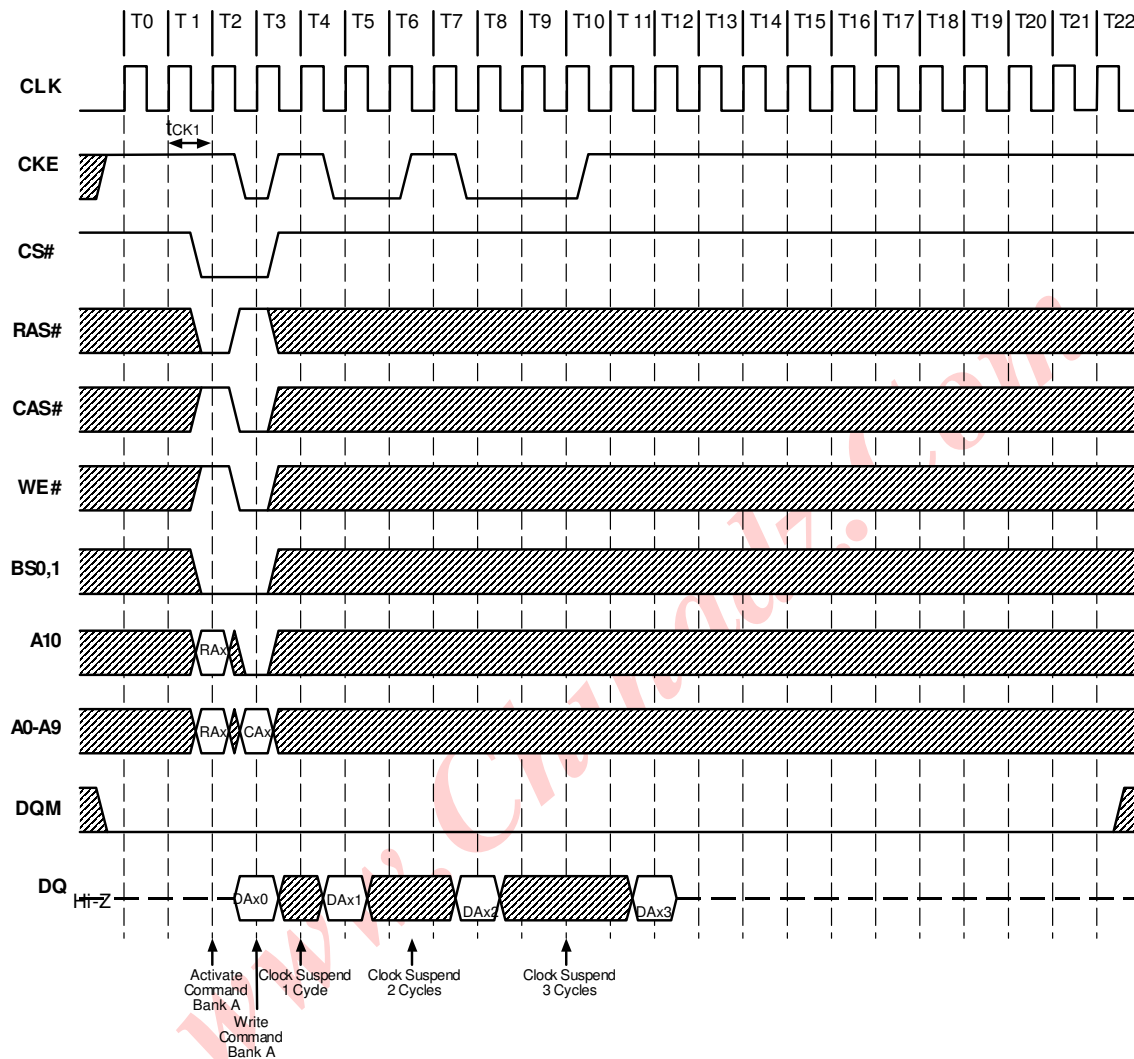 T0 T 1 T2 T3 T4 T5 T6 T7 T8 T9 T10 T 11 T12 T13 T14 T15 T16 T17 T18 T19 T20 T21 T22
CLK
tCK1
CKE
CS#
RAS#
CAS#
WE#
BS0,1
A10
RAx
A0-A9
RAx CAx
DQM
DQ
Hi-Z
DAx0 DAx1 DAx2 DAx3
Activate
Command
Bank A
Write
Command
Bank A
Clock Suspend
1 Cycle
Clock Suspend
2 Cycles
Clock Suspend
3 Cycles